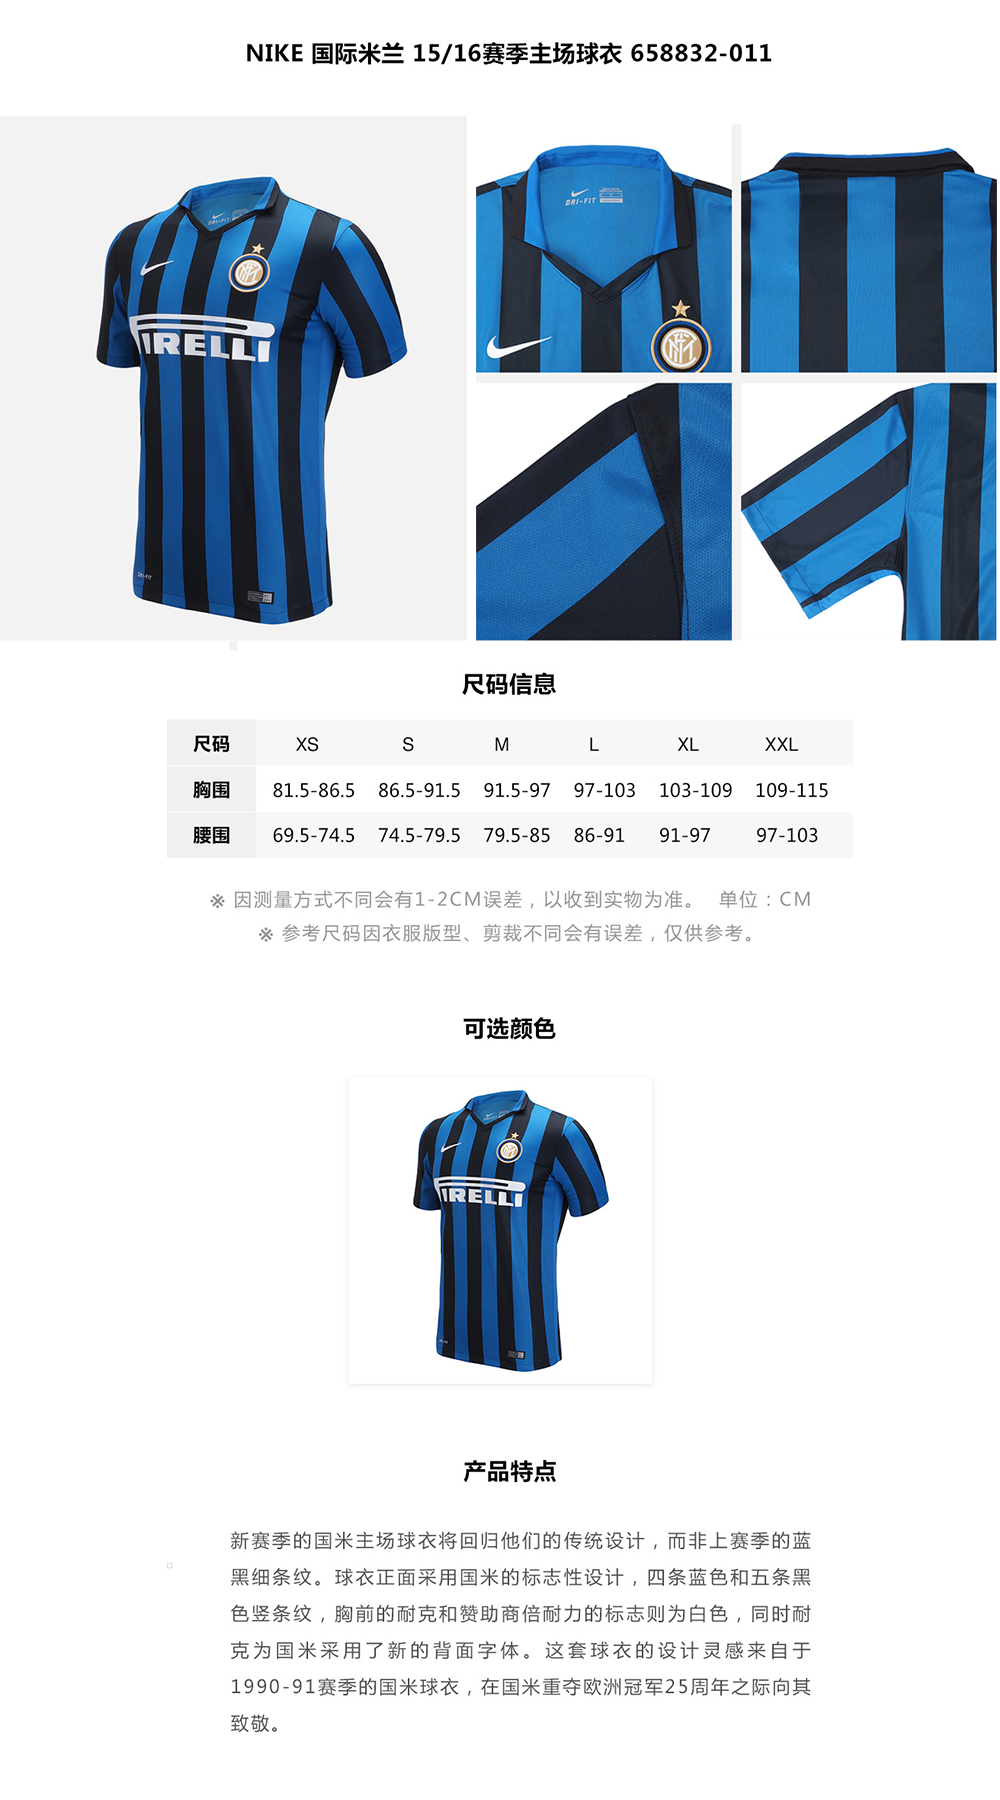 NIKE 国际米兰 15/16赛季主场球衣 658832-011
DRI-FIT
PIRELLI
DRI-FIT
尺码信息
尺码 XS S M L XL XXL
胸围 81.5-86.5 86.5-91.5 91.5-97 97-103 103-109 109-115
腰围 69.5-74.5 74.5-79.5 79.5-85 86-91 91-97 97-103
※ 因测量方式不同会有1-2CM误差，以收到实物为准。 单位：CM
※ 参考尺码因衣服版型、剪裁不同会有误差，仅供参考。
可选颜色
PIRELLI
产品特点
新赛季的国米主场球衣将回归他们的传统设计，而非上赛季的蓝
黑细条纹。球衣正面采用国米的标志性设计，四条蓝色和五条黑
色竖条纹，胸前的耐克和赞助商倍耐力的标志则为白色，同时耐
克为国米采用了新的背面字体。这套球衣的设计灵感来自于
1990-91赛季的国米球衣，在国米重夺欧洲冠军25周年之际向其
致敬。